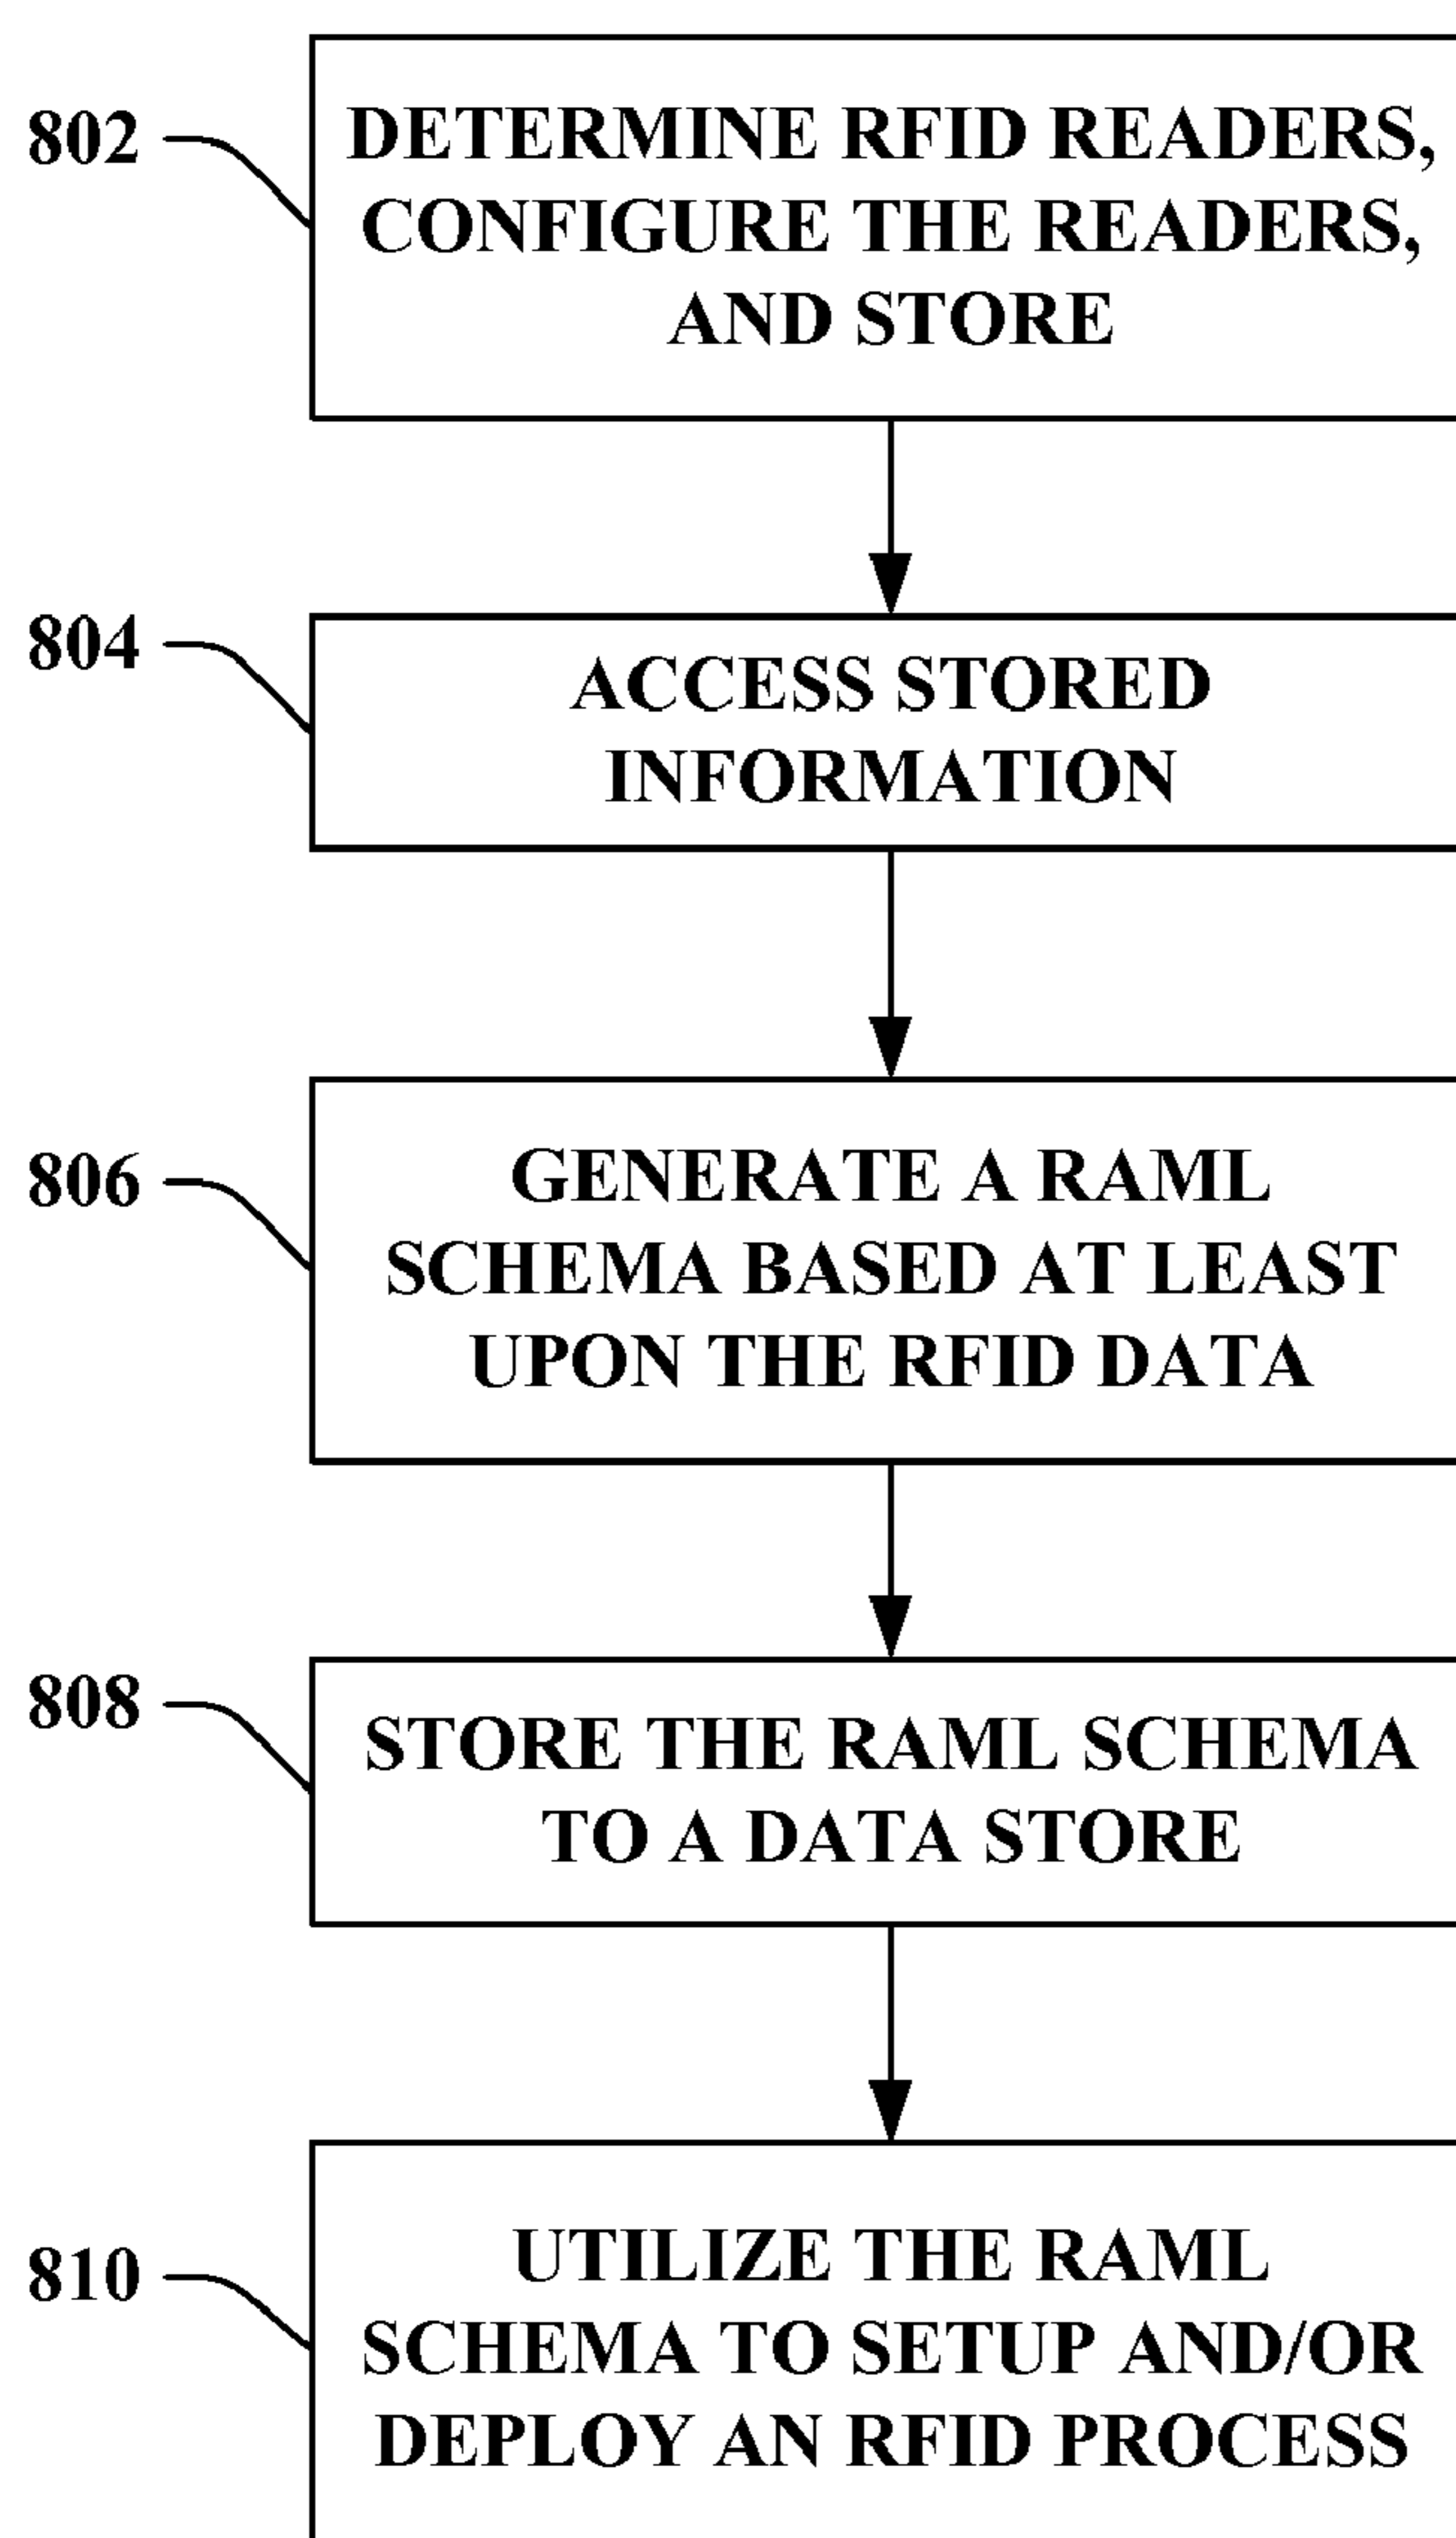 802
DETERMINE RFID READERS,
CONFIGURE THE READERS,
AND STORE
804
ACCESS STORED
INFORMATION
806
GENERATE A RAML
SCHEMA BASED AT LEAST
UPON THE RFID DATA
808
STORE THE RAML SCHEMA
TO A DATA STORE
810
UTILIZE THE RAML
SCHEMA TO SETUP AND/OR
DEPLOY AN RFID PROCESS